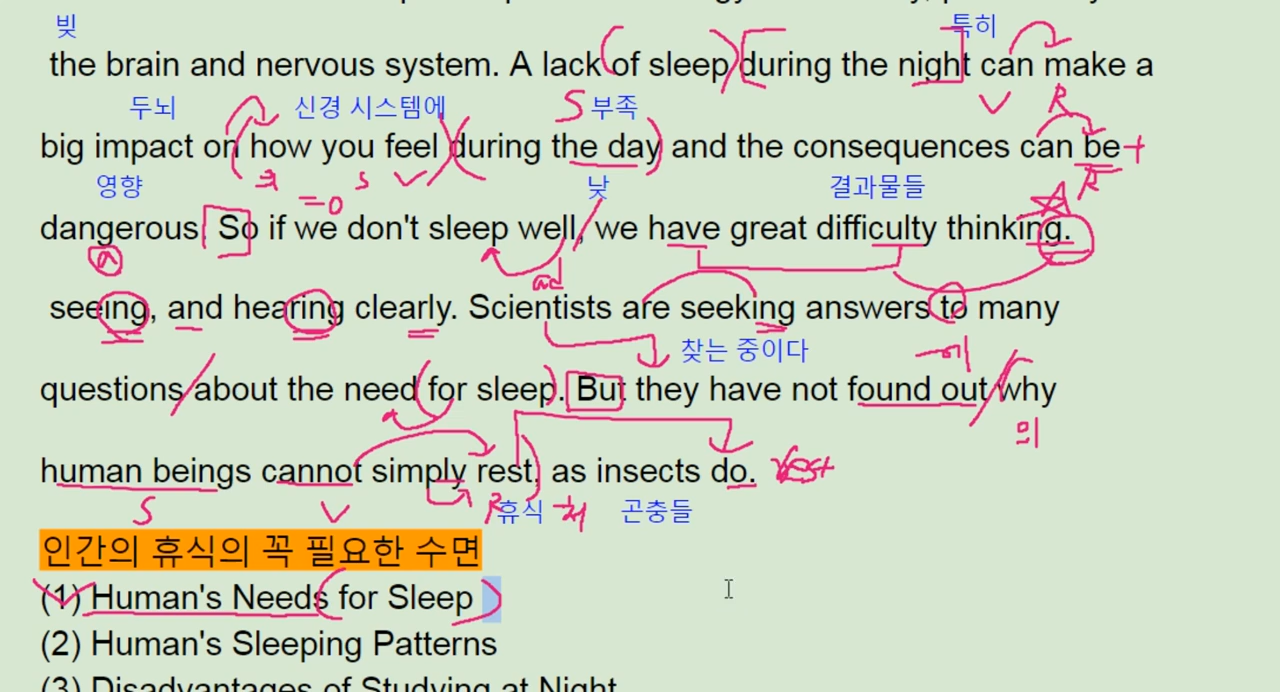 빚 특히
the brain and nervous system. A lack of sleep during the night can make a
두뇌 신경 시스템에 S 부족 V R
big impact on how you feel during the day and the consequences can be +
영향 S V 낮 결과물들 R
dangerous. So if we don't sleep well, we have great difficulty thinking.
a ad
seeing, and hearing clearly. Scientists are seeking answers to many
찾는 중이다 에
questions about the need for sleep. But they have not found out why
의
human beings cannot simply rest, as insects do. rest
S V R 휴식 처 곤충들
인간의 휴식의 꼭 필요한 수면
(1) Human's Needs for Sleep
(2) Human's Sleeping Patterns
(3) Disadvantages of Studying at Night